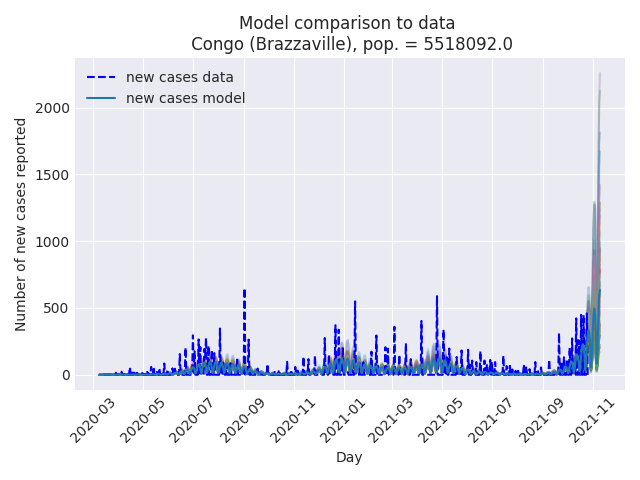 Model comparison to data
Congo (Brazzaville), pop. = 5518092.0
new cases data
new cases model
Number of new cases reported
2000
1500
1000
500
0
2020-03
2020-05
2020-07
2020-09
2020-11
2021-01
2021-03
2021-05
2021-07
2021-09
2021-11
Day